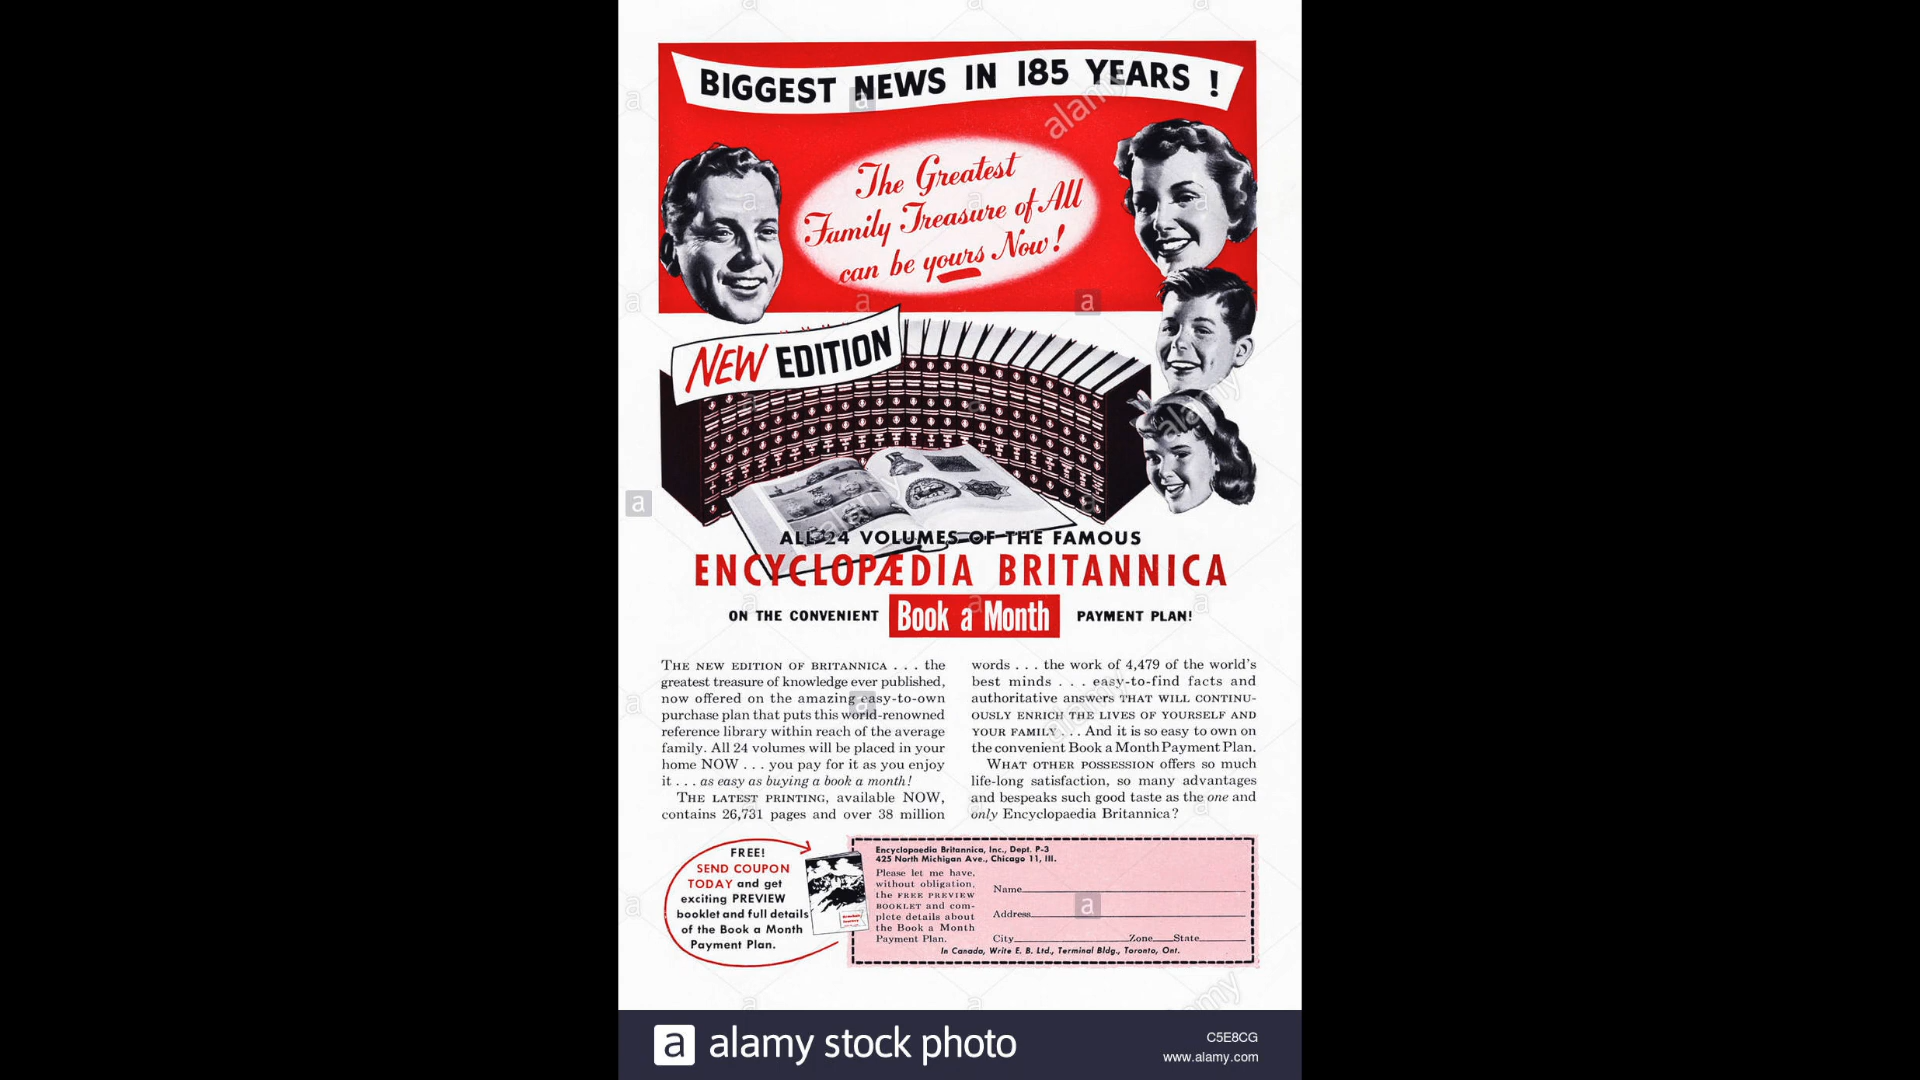 BIGGEST NEWS IN 185 YEARS !
The Greatest
Family Treasure of All
can be yours Now!
NEW EDITION
ALL 24 VOLUMES OF THE FAMOUS
ENCYCLOPÆDIA BRITANNICA
ON THE CONVENIENT Book a Month PAYMENT PLAN!
THE NEW EDITION OF BRITANNICA . . . the
greatest treasure of knowledge ever published,
now offered on the amazing easy-to-own
purchase plan that puts this world-renowned
reference library within reach of the average
family. All 24 volumes will be placed in your
home NOW . . . you pay for it as you enjoy
it . . . as easy as buying a book a month!
THE LATEST PRINTING, available NOW,
contains 26,731 pages and over 38 million
words . . . the work of 4,479 of the world's
best minds . . . easy-to-find facts and
authoritative answers THAT WILL CONTINU-
OUSLY ENRICH THE LIVES OF YOURSELF AND
YOUR FAMILY . . . And it is so easy to own on
the convenient Book a Month Payment Plan.
WHAT OTHER POSSESSION offers so much
life-long satisfaction, so many advantages
and bespeaks such good taste as the one and
only Encyclopaedia Britannica?
FREE!
SEND COUPON
TODAY and get
exciting PREVIEW
booklet and full details
of the Book a Month
Payment Plan.
Encyclopaedia Britannica, Inc., Dept. P-3
425 North Michigan Ave., Chicago 11, Ill.
Please let me have,
without obligation,
the FREE PREVIEW
BOOKLET and com-
plete details about
the Book a Month
Payment Plan.
Name
Address
City Zone State
In Canada, Write E. B. Ltd., Terminal Bldg., Toronto, Ont.
a alamy stock photo
C5E8CG
www.alamy.com